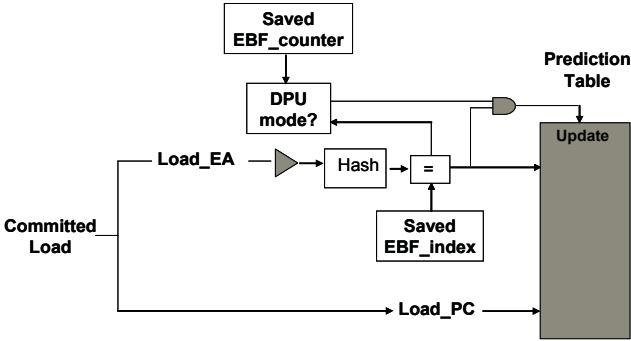 Saved
EBF_counter
Prediction
Table
DPU
mode?
Update
Load_EA
Hash
=
Committed
Load
Saved
EBF_index
Load_PC